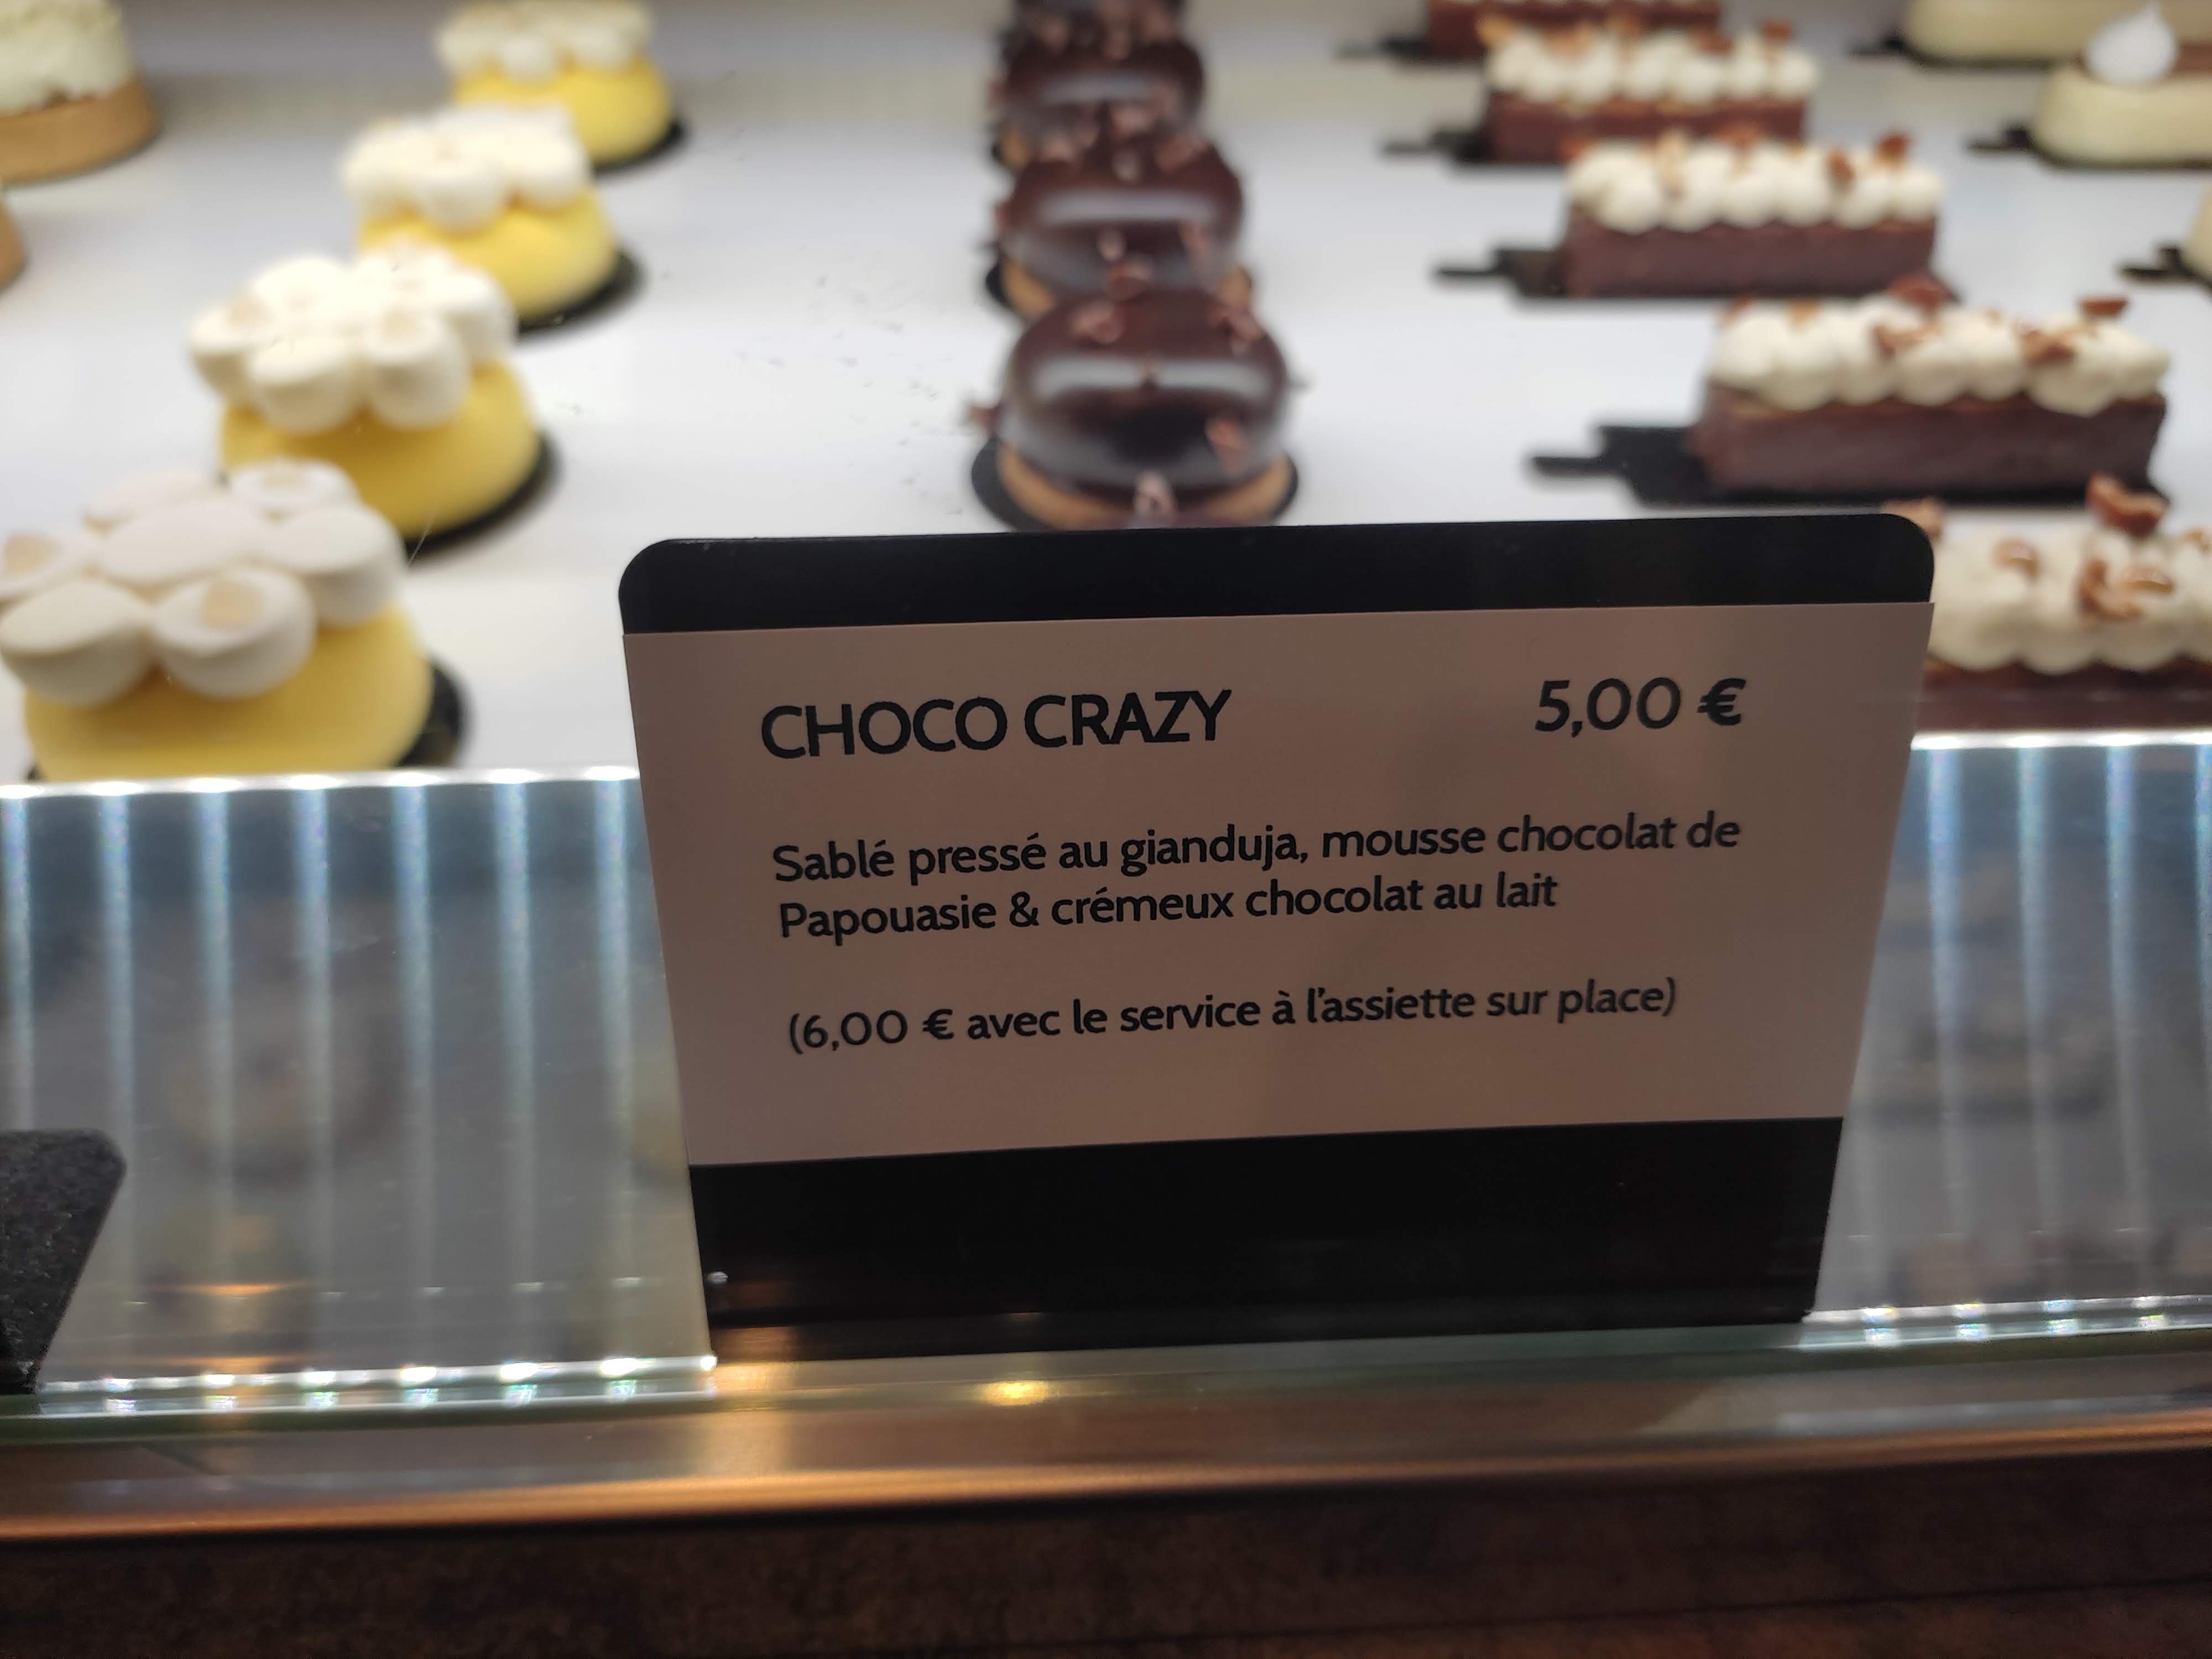 CHOCO CRAZY 5,00 €
Sablé pressé au gianduja, mousse chocolat de
Papouasie & crémeux chocolat au lait
(6,00 € avec le service à l'assiette sur place)